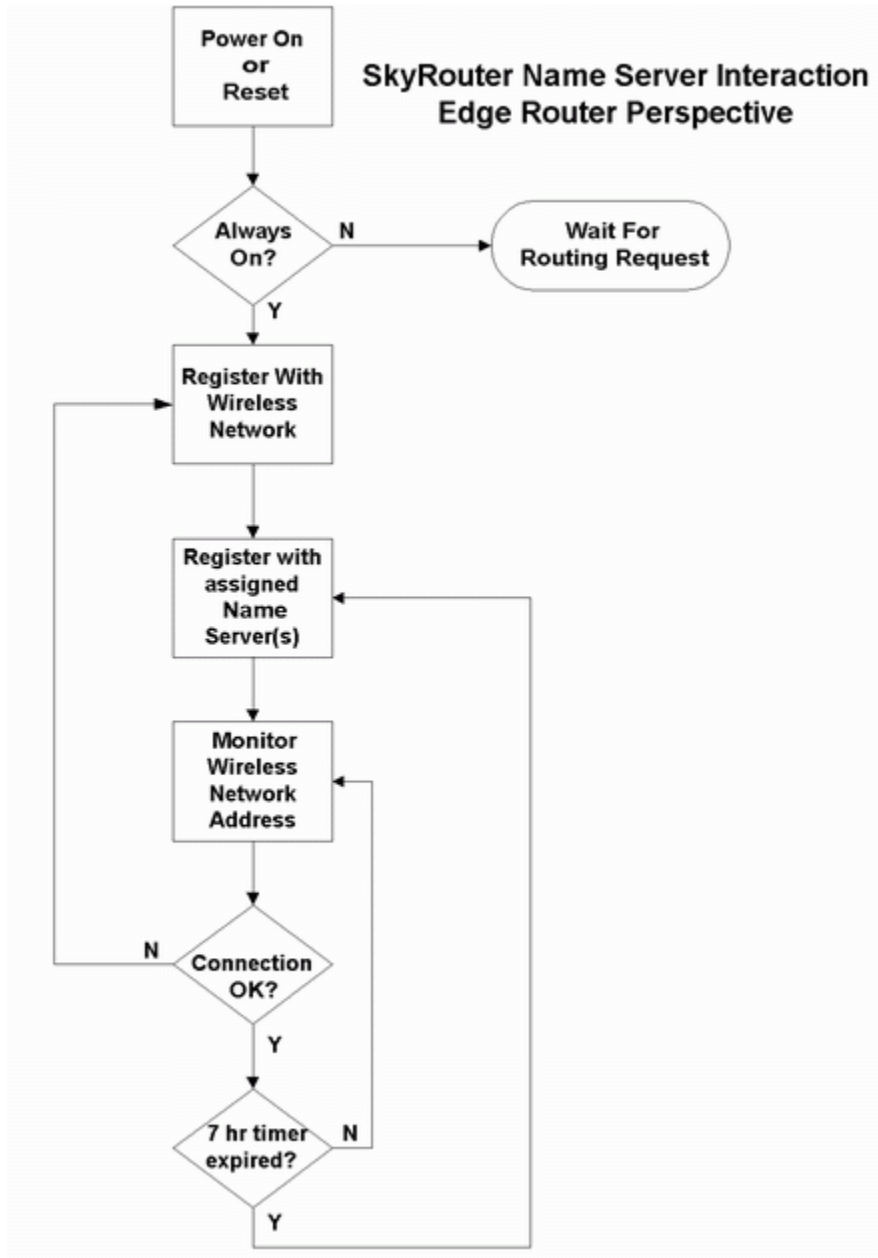 Power On
or
Reset
SkyRouter Name Server Interaction
Edge Router Perspective
Always
On?
N
Wait For
Routing Request
Y
Register With
Wireless
Network
Register with
assigned
Name
Server(s)
Monitor
Wireless
Network
Address
N
Connection
OK?
Y
7 hr timer
expired?
N
Y